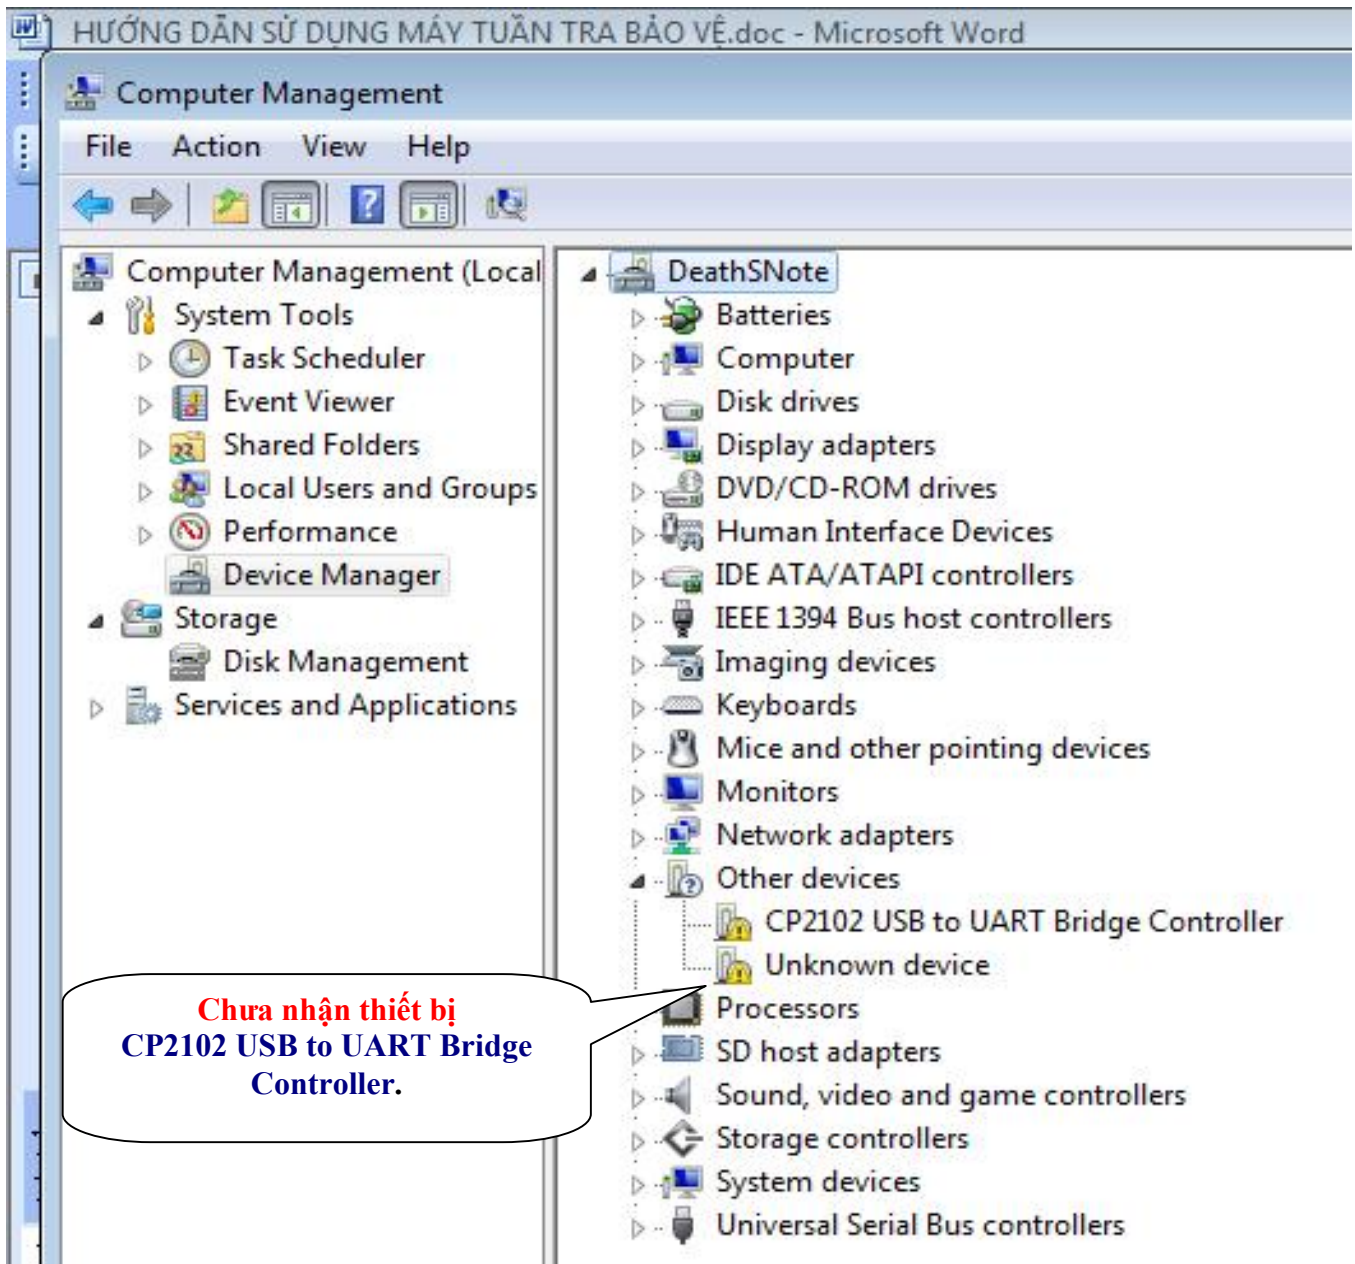 HƯỚNG DẪN SỬ DỤNG MÁY TUẦN TRA BẢO VỆ.doc - Microsoft Word
Computer Management
File Action View Help
Computer Management (Local
System Tools
Task Scheduler
Event Viewer
Shared Folders
Local Users and Groups
Performance
Device Manager
Storage
Disk Management
Services and Applications
DeathSNote
Batteries
Computer
Disk drives
Display adapters
DVD/CD-ROM drives
Human Interface Devices
IDE ATA/ATAPI controllers
IEEE 1394 Bus host controllers
Imaging devices
Keyboards
Mice and other pointing devices
Monitors
Network adapters
Other devices
CP2102 USB to UART Bridge Controller
Unknown device
Processors
SD host adapters
Sound, video and game controllers
Storage controllers
System devices
Universal Serial Bus controllers
Chưa nhận thiết bị
CP2102 USB to UART Bridge
Controller.